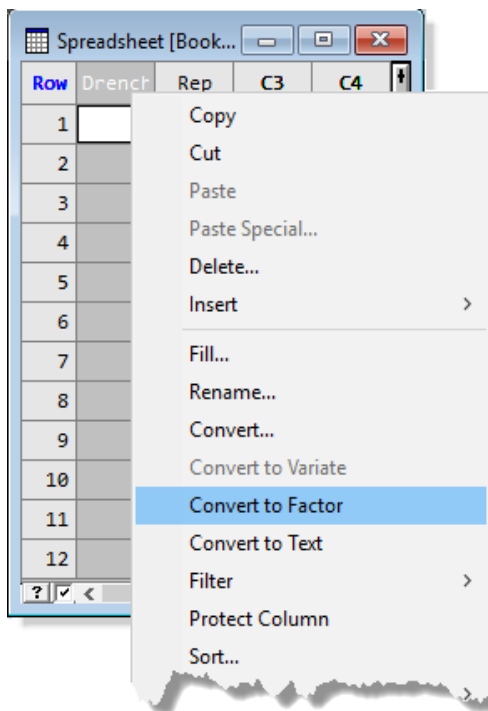 Spreadsheet [Book...
Row Drench Rep C3 C4
1
2
3
4
5
6
7
8
9
10
11
12
?
Copy
Cut
Paste
Paste Special...
Delete...
Insert
Fill...
Rename...
Convert...
Convert to Variate
Convert to Factor
Convert to Text
Filter
Protect Column
Sort...